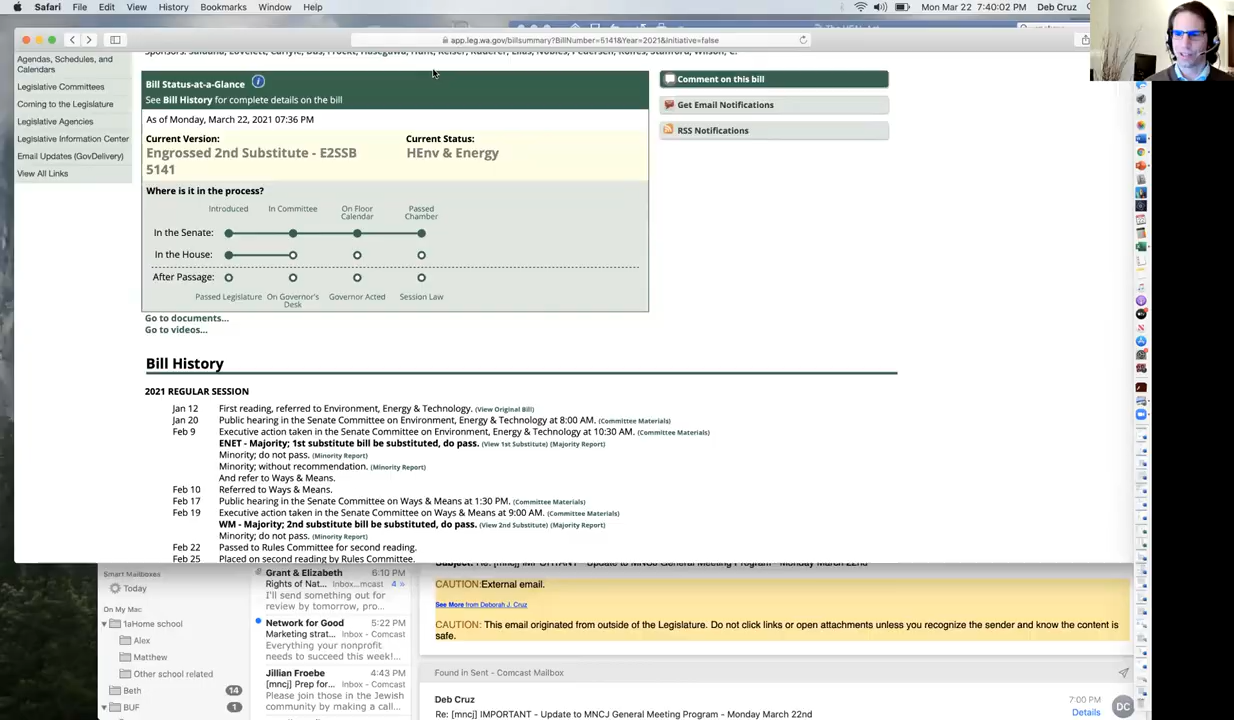 Safari File Edit View History Bookmarks Window Help
Mon Mar 22 7:40:02 PM Deb Cruz
app.leg.wa.gov/billsummary?BillNumber=5141&Year=2021&initiative=false
Agendas, Schedules, and
Calendars
Legislative Committees
Coming to the Legislature
Legislative Agencies
Legislative Information Center
Email Updates (GovDelivery)
View All Links
Bill Status-at-a-Glance
See Bill History for complete details on the bill
As of Monday, March 22, 2021 07:36 PM
Current Version: Current Status:
Engrossed 2nd Substitute - E2SSB HEnv & Energy
5141
Where is it in the process?
Introduced In Committee On Floor Passed
Calendar Chamber
In the Senate:
In the House:
After Passage:
Passed Legislature On Governor's Governor Acted Session Law
Desk
Go to documents...
Go to videos...
Comment on this bill
Get Email Notifications
RSS Notifications
Bill History
2021 REGULAR SESSION
Jan 12 First reading, referred to Environment, Energy & Technology. (View Original Bill)
Jan 20 Public hearing in the Senate Committee on Environment, Energy & Technology at 8:00 AM. (Committee Materials)
Feb 9 Executive action taken in the Senate Committee on Environment, Energy & Technology at 10:30 AM. (Committee Materials)
ENET - Majority; 1st substitute bill be substituted, do pass. (View 1st Substitute) (Majority Report)
Minority; do not pass. (Minority Report)
Minority; without recommendation. (Minority Report)
And refer to Ways & Means.
Feb 10 Referred to Ways & Means.
Feb 17 Public hearing in the Senate Committee on Ways & Means at 1:30 PM. (Committee Materials)
Feb 19 Executive action taken in the Senate Committee on Ways & Means at 9:00 AM. (Committee Materials)
WM - Majority; 2nd substitute bill be substituted, do pass. (View 2nd Substitute) (Majority Report)
Minority; do not pass. (Minority Report)
Feb 22 Passed to Rules Committee for second reading.
Feb 25 Placed on second reading by Rules Committee.
Smart Mailboxes
Today
On My Mac
1aHome school
Alex
Matthew
Other school related
Beth 14
BUF 1
Grant & Elizabeth 6:10 PM
Rights of Nat... Inbox...mcast 4 »
I'll send something out for
review by tomorrow, pro...
Network for Good 5:22 PM
Marketing strat... Inbox - Comcast
Everything your nonprofit
needs to succeed this week!...
Jillian Froebe 4:43 PM
[mncj] Prep for... Inbox - Comcast
Please join those in the Jewish
community by making a call...
CAUTION:External email.
See More from Deborah J. Cruz
CAUTION: This email originated from outside of the Legislature. Do not click links or open attachments unless you recognize the sender and know the content is
safe.
Found in Sent - Comcast Mailbox
Deb Cruz 7:00 PM
DC
Details
Re: [mncj] IMPORTANT - Update to MNCJ General Meeting Program - Monday March 22nd